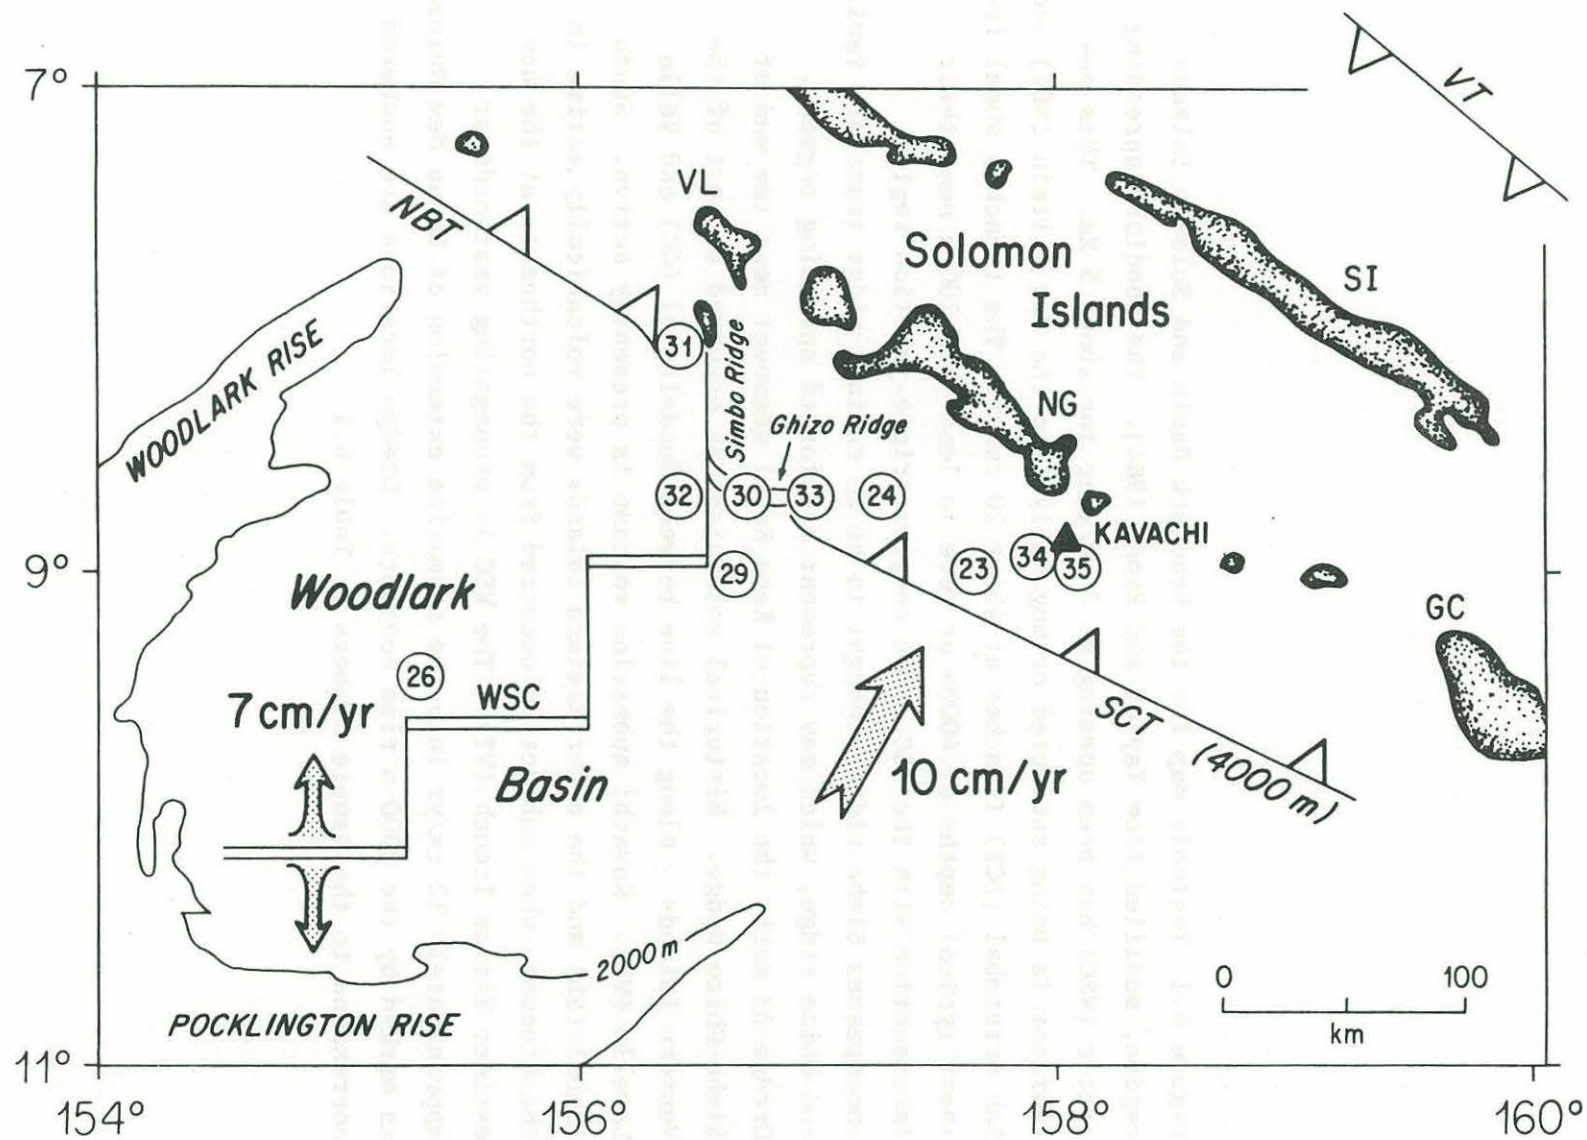 7°
VT
VL
NBT
Solomon
Islands
SI
WOODLARK RISE
31
Simbo Ridge
Ghizo Ridge
NG
32
30
33
24
KAVACHI
9°
29
23
34
35
Woodlark
GC
26
WSC
7 cm/yr
SCT (4000 m)
Basin
10 cm/yr
2000 m
0 100
km
POCKLINGTON RISE
11°
154° 156° 158° 160°